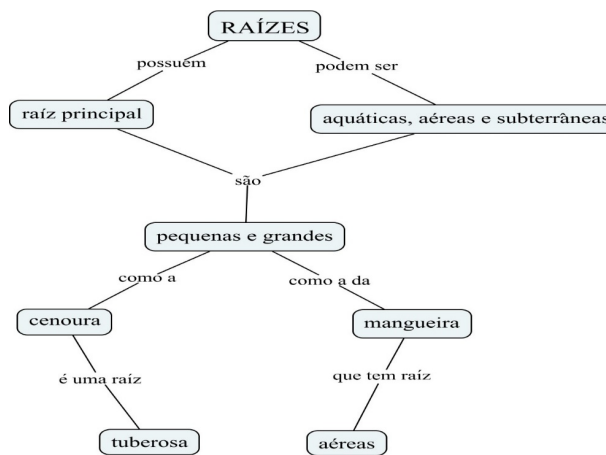 RAÍZES
possuem
podem ser
raíz principal
aquáticas, aéreas e subterrâneas
são
pequenas e grandes
como a
como a da
cenoura
mangueira
é uma raíz
que tem raíz
tuberosa
aéreas